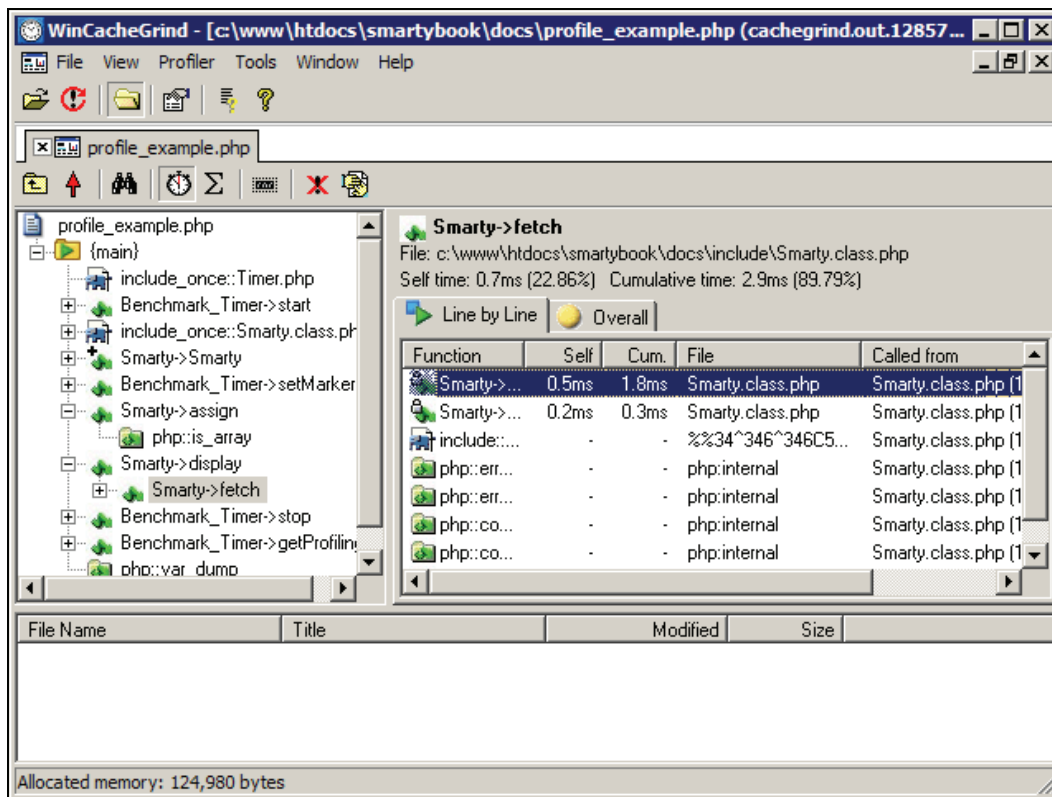 WinCacheGrind - [c:\www\htdocs\smartybook\docs\profile_example.php (cachegrind.out.12857...
File View Profiler Tools Window Help
profile_example.php
profile_example.php
{main}
include_once::Timer.php
Benchmark_Timer->start
include_once::Smarty.class.ph
Smarty->Smarty
Benchmark_Timer->setMarker
Smarty->assign
php::is_array
Smarty->display
Smarty->fetch
Benchmark_Timer->stop
Benchmark_Timer->getProfiling
php::var_dump
Smarty->fetch
File: c:\www\htdocs\smartybook\docs\include\Smarty.class.php
Self time: 0.7ms (22.86%) Cumulative time: 2.9ms (89.79%)
Line by Line Overall
Function Self Cum. File Called from
Smarty->... 0.5ms 1.8ms Smarty.class.php Smarty.class.php (1
Smarty->... 0.2ms 0.3ms Smarty.class.php Smarty.class.php (1
include::... - - %%34^346^346C5... Smarty.class.php (1
php::err... - - php:internal Smarty.class.php (1
php::err... - - php:internal Smarty.class.php (1
php::co... - - php:internal Smarty.class.php (1
php::co... - - php:internal Smarty.class.php (1
File Name Title Modified Size
Allocated memory: 124,980 bytes